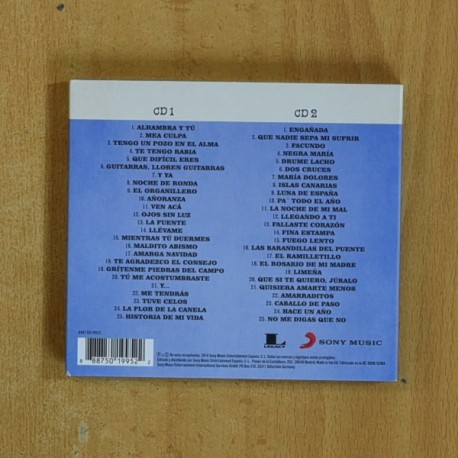 CD 1
1. ALHAMBRA Y TÚ
2. MEA CULPA
3. TENGO UN POZO EN EL ALMA
4. TE TENGO RABIA
5. QUE DIFÍCIL ERES
6. GUITARRAS, LLOREN GUITARRAS
7. Y YA
8. NOCHE DE RONDA
9. EL ORGANILLERO
10. AÑORANZA
11. VEN ACÁ
12. OJOS SIN LUZ
13. LA FUENTE
14. LLÉVAME
15. MIENTRAS TÚ DUERMES
16. MALDITO ABISMO
17. AMARGA NAVIDAD
18. TE AGRADEZCO EL CONSEJO
19. GRÍTENME PIEDRAS DEL CAMPO
20. TÚ ME ACOSTUMBRASTE
21. Y...
22. ME TENDRÁS
23. TUVE CELOS
24. LA FLOR DE LA CANELA
25. HISTORIA DE MI VIDA
CD 2
1. ENGAÑADA
2. QUE NADIE SEPA MI SUFRIR
3. FACUNDO
4. NEGRA MARÍA
5. DRUME LACHO
6. DOS CRUCES
7. MARÍA DOLORES
8. ISLAS CANARIAS
9. LUNA DE ESPAÑA
10. PA´ TODO EL AÑO
11. LA NOCHE DE MI MAL
12. LLEGANDO A TI
13. FALLASTE CORAZÓN
14. FINA ESTAMPA
15. FUEGO LENTO
16. LAS BARANDILLAS DEL PUENTE
17. EL RAMILLETILLO
18. EL ROSARIO DE MI MADRE
19. LIMEÑA
20. QUE SI TE QUIERO, JÚRALO
21. QUISIERA AMARTE MENOS
22. AMARRADITOS
23. CABALLO DE PASO
24. HACE UN AÑO
25. NO ME DIGAS QUE NO
8 88750 19952 2
L
LEGACY
SONY MUSIC